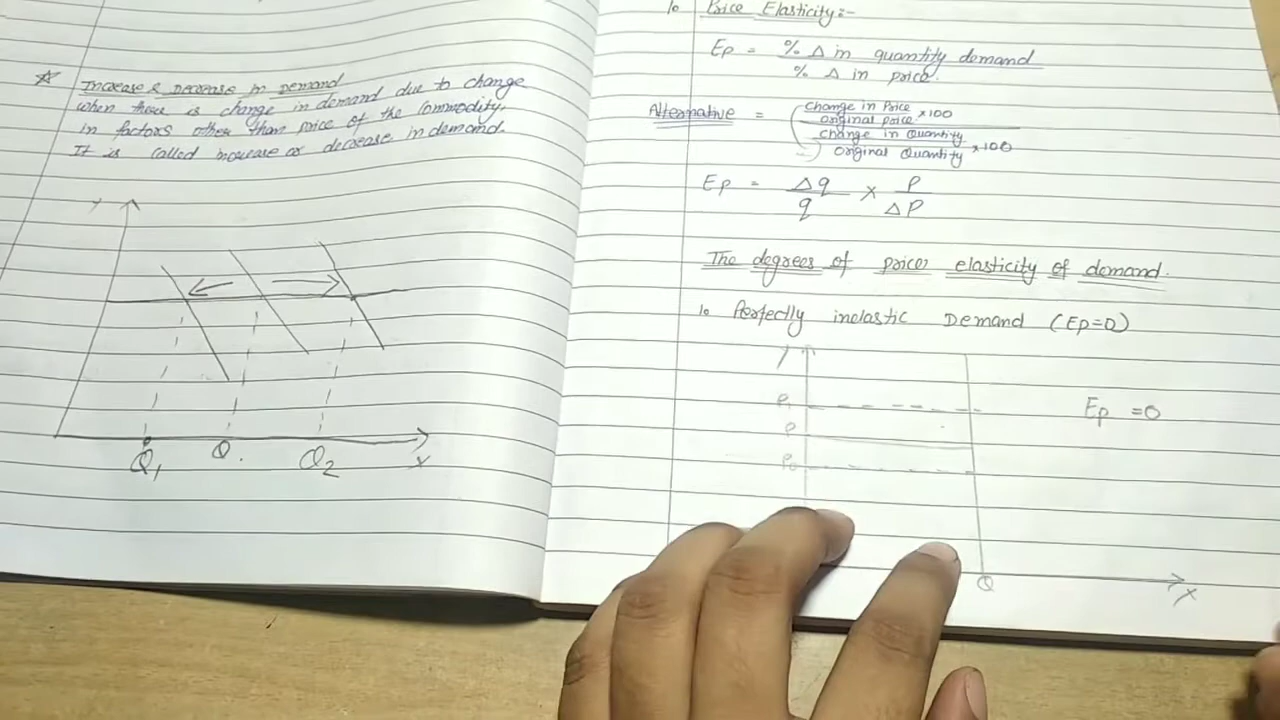 ☆ Increase & Decrease in Demand
when there is change in demand due to change
in factors other than price of the commodity.
It is called increase or decrease in demand.
Y
Q1 Q. Q2 X
1. Price Elasticity:-
Ep = % Δ in quantity demand
% Δ in price.
Alternative = ( Change in Price
original price ×100
change in Quantity
original Quantity ×100
Ep = Δq × P
q ΔP
The degrees of price elasticity of demand.
1. Perfectly inelastic Demand (Ep=0)
Y
P1
Ep =0
P
P2
Q X